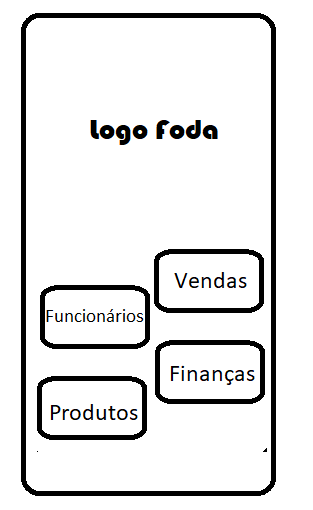 Logo Foda
Vendas
Funcionários
Finanças
Produtos